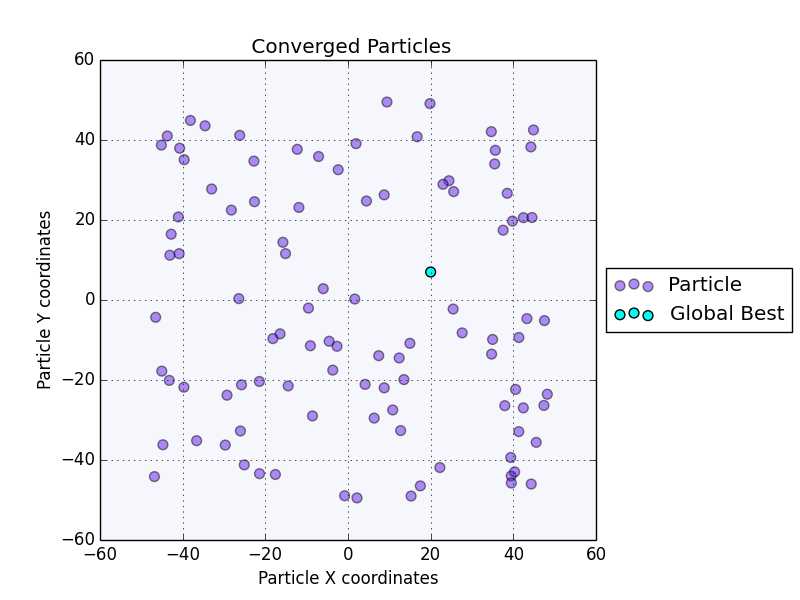 Converged Particles
60
40
20
0
−20
−40
−60
Particle Y coordinates
−60 −40 −20 0 20 40 60
Particle X coordinates
Particle
Global Best